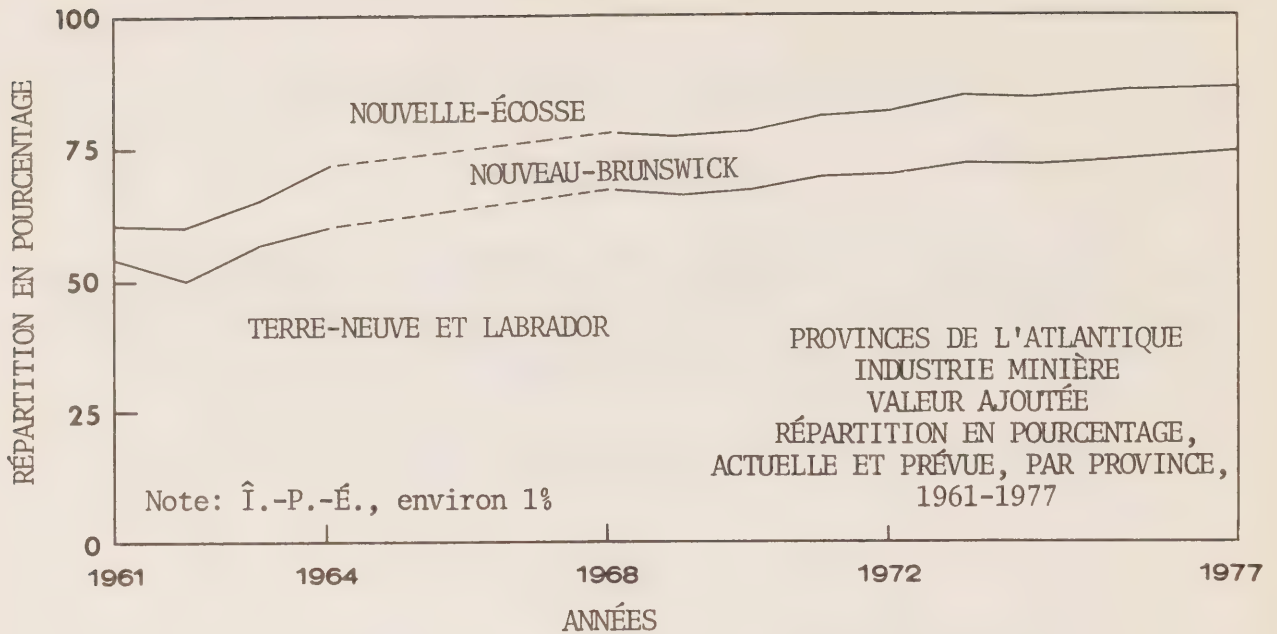 RÉPARTITION EN POURCENTAGE
100
75
50
25
0
NOUVELLE-ÉCOSSE
NOUVEAU-BRUNSWICK
TERRE-NEUVE ET LABRADOR
PROVINCES DE L'ATLANTIQUE
INDUSTRIE MINIÈRE
VALEUR AJOUTÉE
RÉPARTITION EN POURCENTAGE,
ACTUELLE ET PRÉVUE, PAR PROVINCE,
1961-1977
Note: Î.-P.-É., environ 1%
1961 1964 1968 1972 1977
ANNÉES